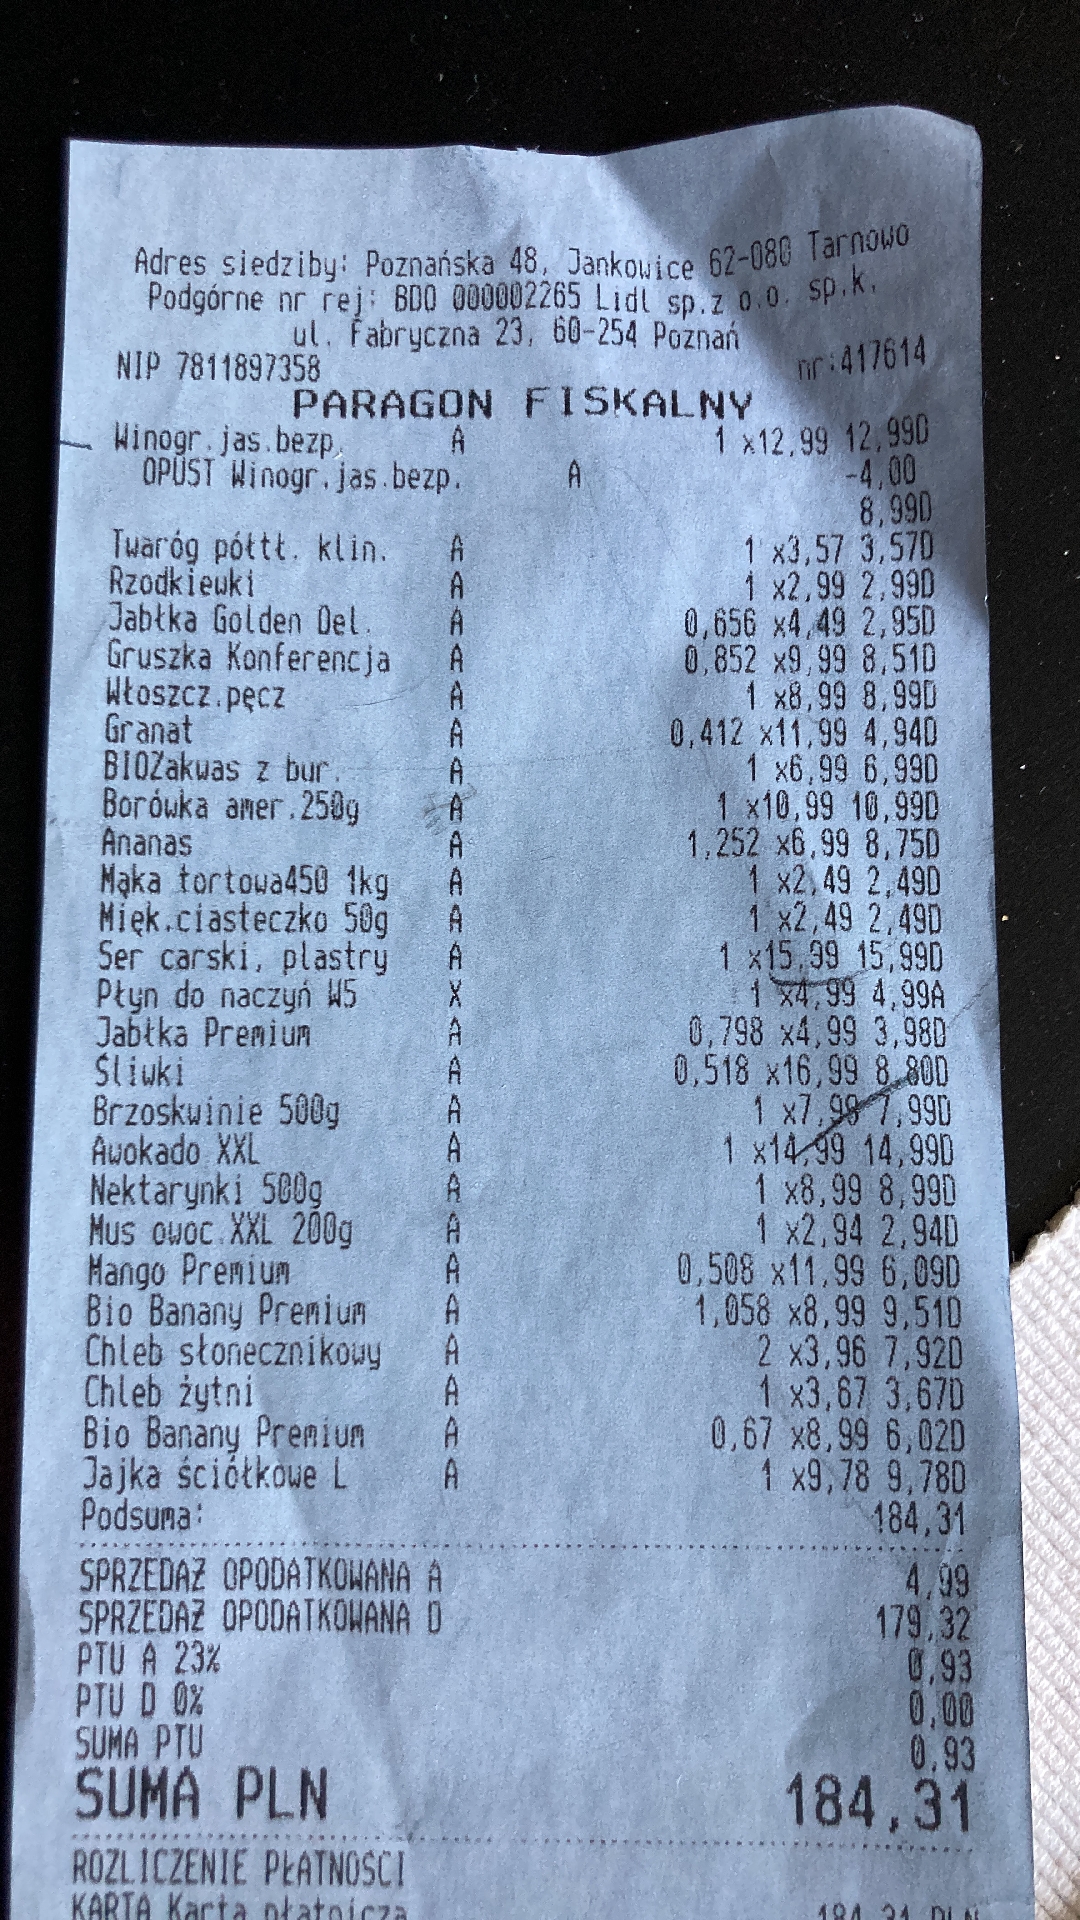 Adres siedziby: Poznańska 48, Jankowice 62-080 Tarnowo
Podgórne nr rej: BDO 000002265 Lidl sp.z o.o. sp.k.
ul. Fabryczna 23, 60-254 Poznań
NIP 7811897358 nr:417614
PARAGON FISKALNY
Winogr.jas.bezp. A 1 x12,99 12,99D
OPUST Winogr.jas.bezp. A -4,00
8,99D
Twaróg półtł. klin. A 1 x3,57 3,57D
Rzodkiewki A 1 x2,99 2,99D
Jabłka Golden Del. A 0,656 x4,49 2,95D
Gruszka Konferencja A 0,852 x9,99 8,51D
Włoszcz.pęcz A 1 x8,99 8,99D
Granat A 0,412 x11,99 4,94D
BIOZakwas z bur. A 1 x6,99 6,99D
Borówka amer.250g A 1 x10,99 10,99D
Ananas A 1,252 x6,99 8,75D
Mąka tortowa450 1kg A 1 x2,49 2,49D
Mięk.ciasteczko 50g A 1 x2,49 2,49D
Ser carski, plastry A 1 x15,99 15,99D
Płyn do naczyń W5 X 1 x4,99 4,99A
Jabłka Premium A 0,798 x4,99 3,98D
Śliwki A 0,518 x16,99 8,80D
Brzoskwinie 500g A 1 x7,99 7,99D
Awokado XXL A 1 x14,99 14,99D
Nektarynki 500g A 1 x8,99 8,99D
Mus owoc.XXL 200g A 1 x2,94 2,94D
Mango Premium A 0,508 x11,99 6,09D
Bio Banany Premium A 1,058 x8,99 9,51D
Chleb słonecznikowy A 2 x3,96 7,92D
Chleb żytni A 1 x3,67 3,67D
Bio Banany Premium A 0,67 x8,99 6,02D
Jajka ściółkowe L A 1 x9,78 9,78D
Podsuma: 184,31
SPRZEDAŻ OPODATKOWANA A 4,99
SPRZEDAŻ OPODATKOWANA D 179,32
PTU A 23% 0,93
PTU D 0% 0,00
SUMA PTU 0,93
SUMA PLN 184,31
ROZLICZENIE PŁATNOŚCI
KARTA Karta płatnicza 184,31 PLN